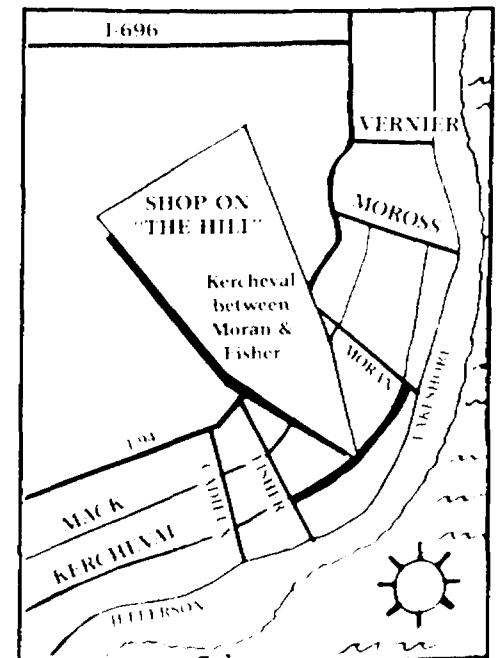 I-696
VERNIER
SHOP ON
"THE HILL"
MOROSS
Kercheval
between
Moran &
Fisher
MORAN
LAKESHORE
I-94
FISHER
CADIEUX
MACK
KERCHEVAL
JEFFERSON